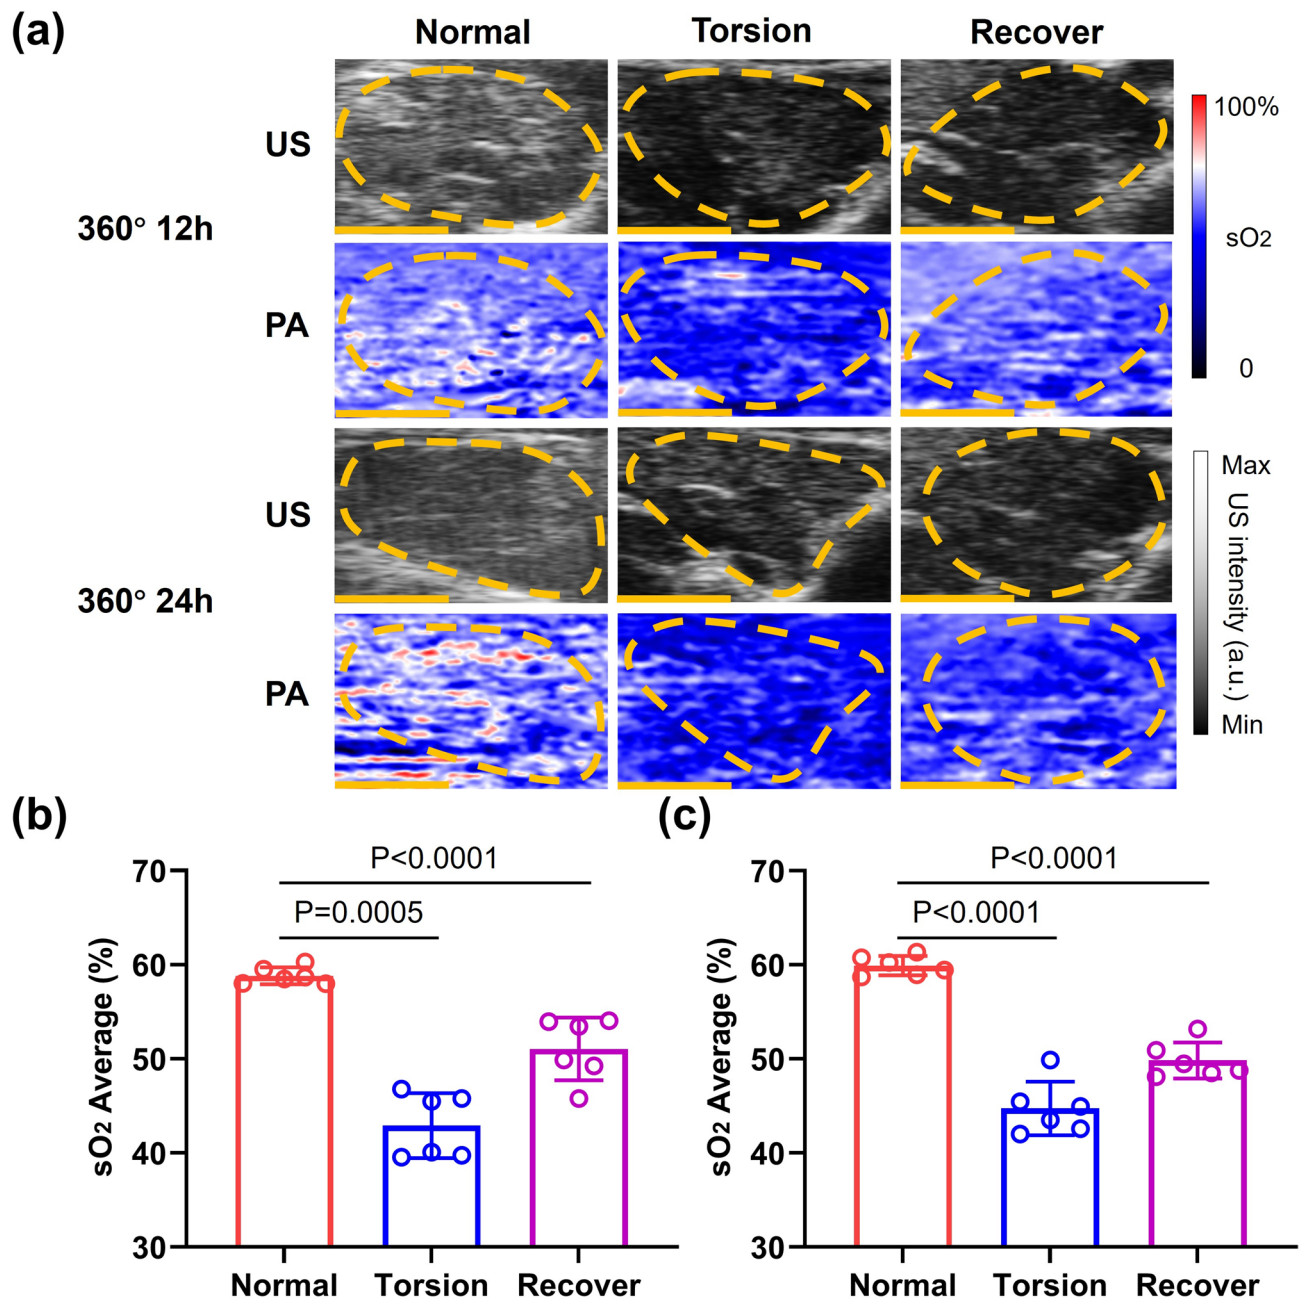 (a)
Normal Torsion Recover
US
100%
360° 12h
sO2
PA
0
US
Max
US intensity (a.u.)
360° 24h
PA
Min
(b)
P<0.0001
P=0.0005
70
60
50
40
30
sO2 Average (%)
Normal Torsion Recover
(c)
P<0.0001
P<0.0001
70
60
50
40
30
sO2 Average (%)
Normal Torsion Recover